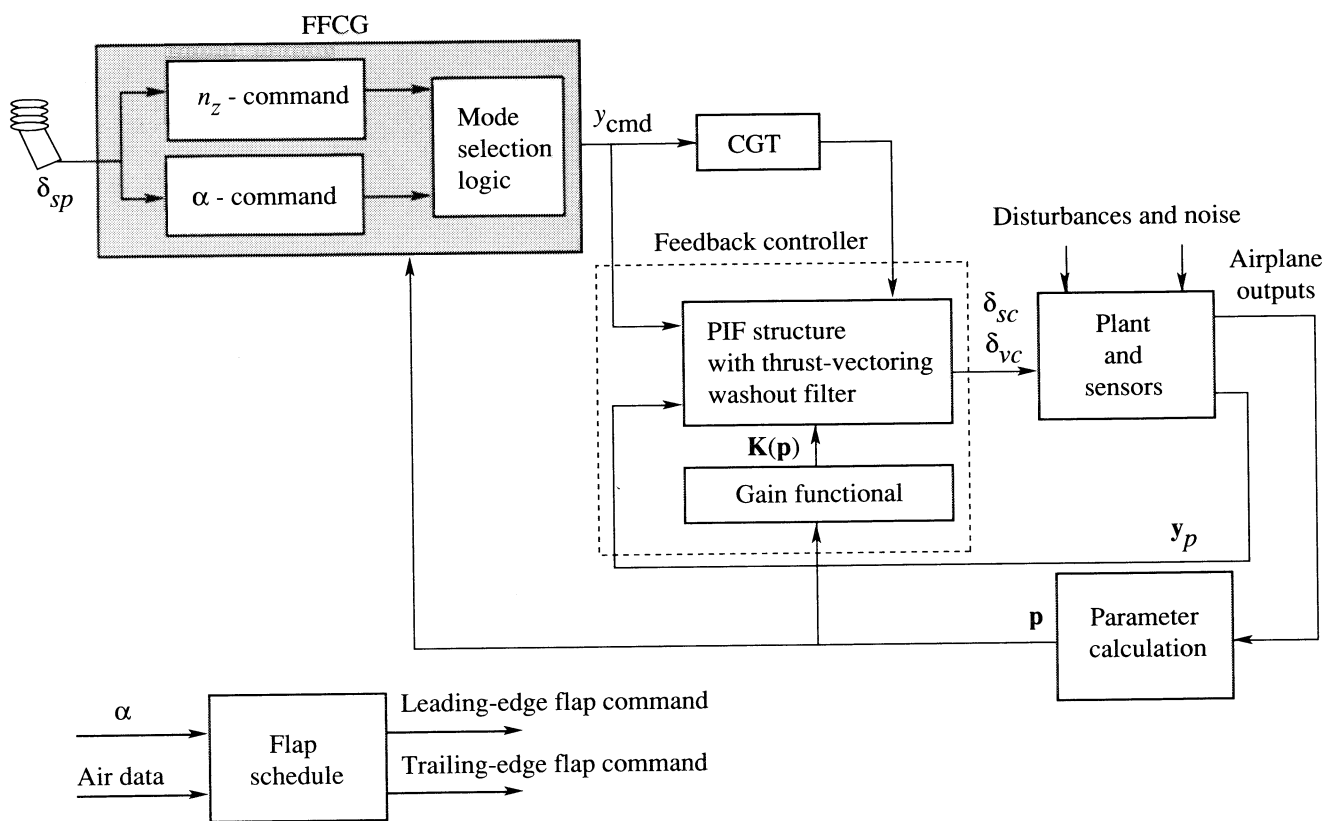 FFCG
n_z - command
α - command
Mode
selection
logic
δ_sp
y_cmd
CGT
Feedback controller
PIF structure
with thrust-vectoring
washout filter
K(p)
Gain functional
δ_sc
δ_vc
Disturbances and noise
Plant
and
sensors
Airplane
outputs
y_p
p
Parameter
calculation
α
Air data
Flap
schedule
Leading-edge flap command
Trailing-edge flap command